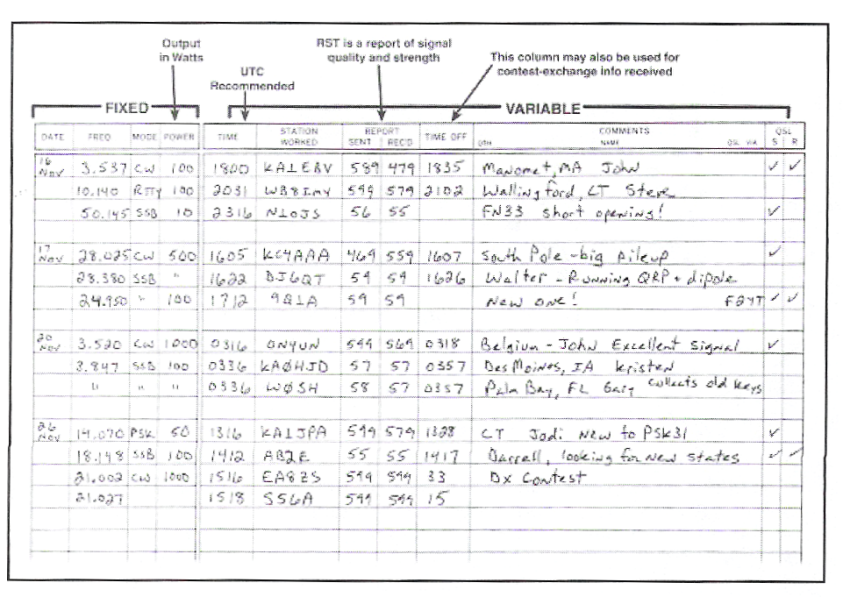 Output in Watts
UTC Recommended
RST is a report of signal quality and strength
This column may also be used for contest-exchange info received
FIXED
VARIABLE
DATE FREQ MODE POWER TIME STATION WORKED REPORT SENT REC'D TIME OFF COMMENTS QTH NAME QSL VIA QSL S R
16 Nov 3.537 CW 100 1800 KA1EBV 589 479 1835 Manomet, MA John ✓ ✓
10.140 RTTY 100 2031 WB8IMY 599 579 2102 Wallingford, CT Steve
50.145 SSB 10 2316 N1OJS 56 55 FN33 short opening! ✓
17 Nov 28.025 CW 500 1605 KC4AAA 469 559 1607 South Pole - big pileup ✓
28.380 SSB " 1622 DJ6QT 59 59 1626 Walter - Running QRP + dipole
24.950 " 100 1712 9Q1A 59 59 New one! F2YT ✓ ✓
20 Nov 3.520 CW 1000 0316 ON4UN 599 569 0318 Belgium - John Excellent Signal ✓
3.847 SSB 100 0336 KAØHJD 57 57 0357 Des Moines, IA Kristen
" " " 0336 WØSH 58 57 0357 Palm Bay, FL Gary collects old keys
26 Nov 14.070 PSK 50 1316 KA1JPA 599 579 1328 CT Jodi New to PSK31 ✓
18.148 SSB 100 1412 AB2E 55 55 1417 Darrell, looking for new states ✓ ✓
21.002 CW 1000 1516 EA8ZS 599 599 33 DX Contest
21.027 1518 S56A 599 599 15